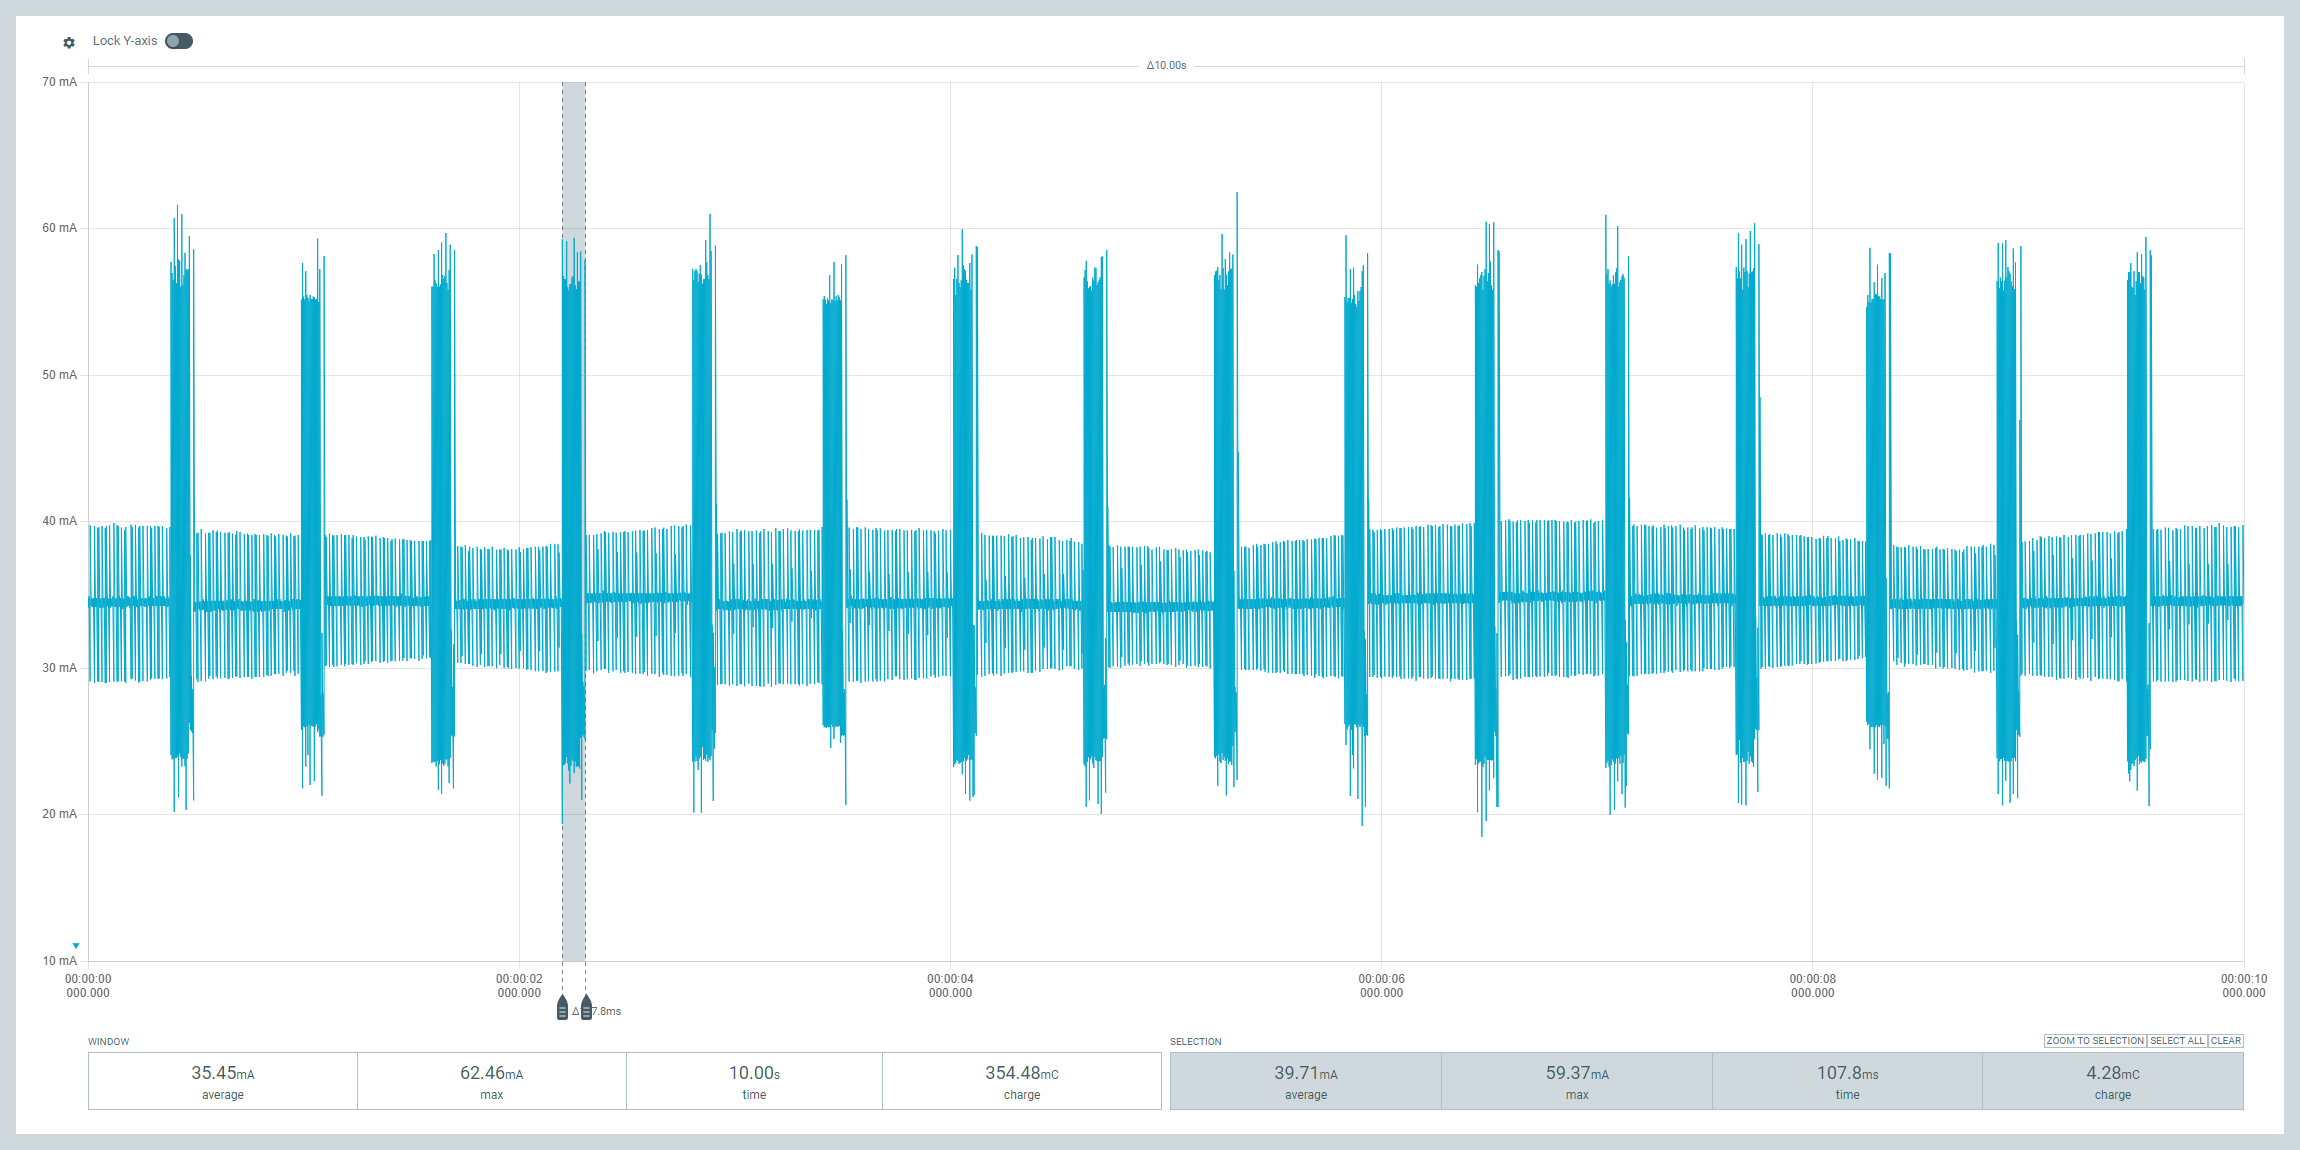 Lock Y-axis
Δ10.00s
70 mA
60 mA
50 mA
40 mA
30 mA
20 mA
10 mA
00:00:00 00:00:02 00:00:04 00:00:06 00:00:08 00:00:10
000.000 000.000 000.000 000.000 000.000 000.000
Δ 7.8ms
WINDOW
35.45mA 62.46mA 10.00s 354.48mC
average max time charge
SELECTION
ZOOM TO SELECTION SELECT ALL CLEAR
39.71mA 59.37mA 107.8ms 4.28mC
average max time charge